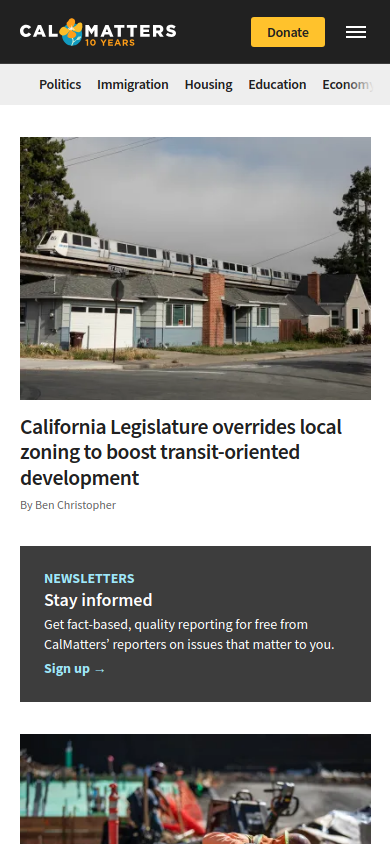 CALMATTERS
10 YEARS
Donate
Politics Immigration Housing Education Economy
California Legislature overrides local
zoning to boost transit-oriented
development
By Ben Christopher
NEWSLETTERS
Stay informed
Get fact-based, quality reporting for free from
CalMatters’ reporters on issues that matter to you.
Sign up →